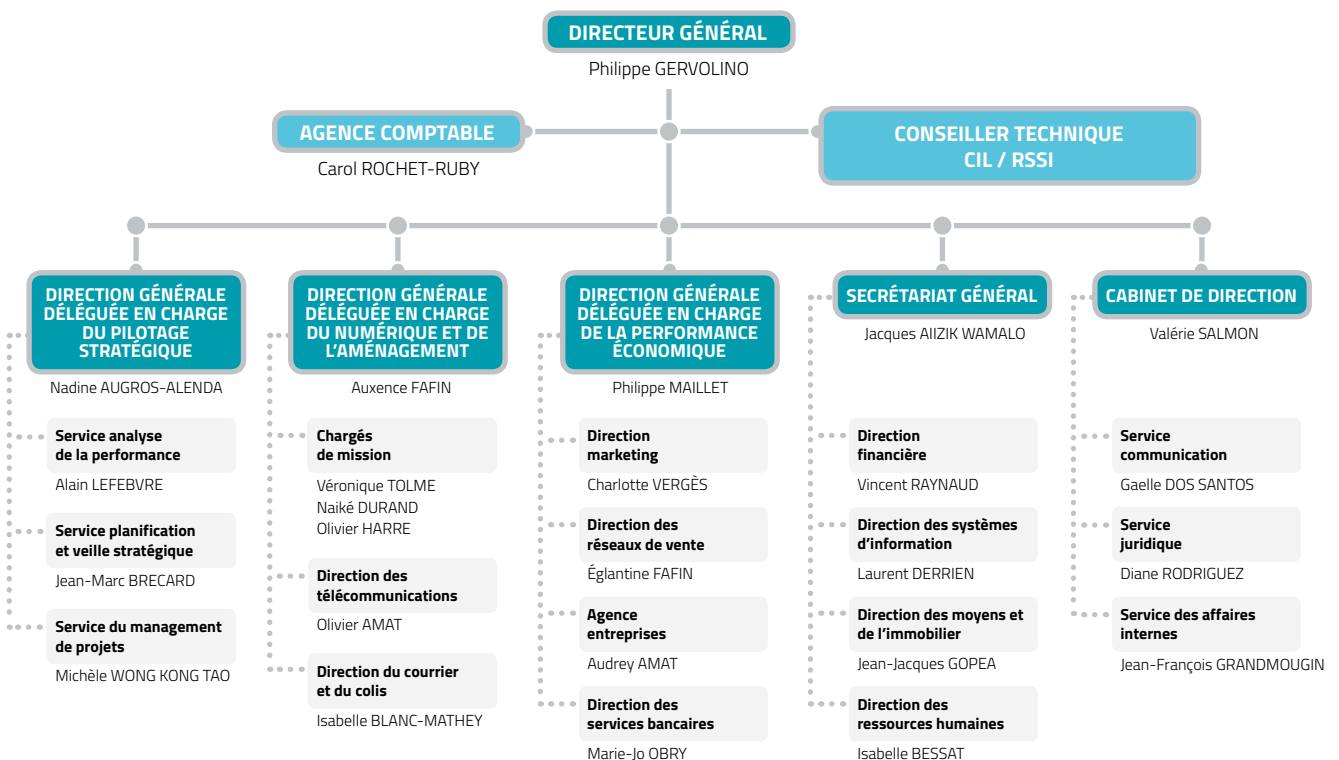 DIRECTEUR GÉNÉRAL
Philippe GERVOLINO
AGENCE COMPTABLE
Carol ROCHET-RUBY
CONSEILLER TECHNIQUE
CIL / RSSI
DIRECTION GÉNÉRALE
DÉLÉGUÉE EN CHARGE
DU PILOTAGE
STRATÉGIQUE
Nadine AUGROS-ALENDA
Service analyse
de la performance
Alain LEFEBVRE
Service planification
et veille stratégique
Jean-Marc BRECARD
Service du management
de projets
Michèle WONG KONG TAO
DIRECTION GÉNÉRALE
DÉLÉGUÉE EN CHARGE
DU NUMÉRIQUE ET DE
L'AMÉNAGEMENT
Auxence FAFIN
Chargés
de mission
Véronique TOLME
Naiké DURAND
Olivier HARRE
Direction des
télécommunications
Olivier AMAT
Direction du courrier
et du colis
Isabelle BLANC-MATHEY
DIRECTION GÉNÉRALE
DÉLÉGUÉE EN CHARGE
DE LA PERFORMANCE
ÉCONOMIQUE
Philippe MAILLET
Direction
marketing
Charlotte VERGÈS
Direction des
réseaux de vente
Églantine FAFIN
Agence
entreprises
Audrey AMAT
Direction des
services bancaires
Marie-Jo OBRY
SECRÉTARIAT GÉNÉRAL
Jacques AIIZIK WAMALO
Direction
financière
Vincent RAYNAUD
Direction des systèmes
d'information
Laurent DERRIEN
Direction des moyens et
de l'immobilier
Jean-Jacques GOPEA
Direction des
ressources humaines
Isabelle BESSAT
CABINET DE DIRECTION
Valérie SALMON
Service
communication
Gaelle DOS SANTOS
Service
juridique
Diane RODRIGUEZ
Service des affaires
internes
Jean-François GRANDMOUGIN